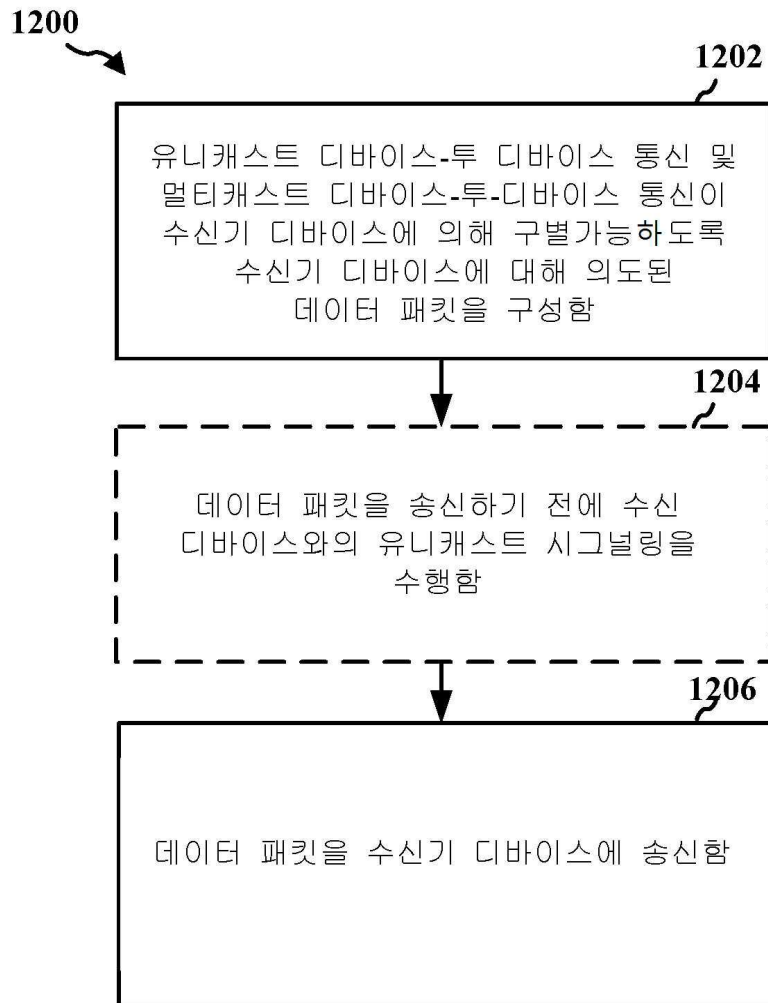 1200
1202
유니캐스트 디바이스-투 디바이스 통신 및
멀티캐스트 디바이스-투-디바이스 통신이
수신기 디바이스에 의해 구별가능하도록
수신기 디바이스에 대해 의도된
데이터 패킷을 구성함
1204
데이터 패킷을 송신하기 전에 수신
디바이스와의 유니캐스트 시그널링을
수행함
1206
데이터 패킷을 수신기 디바이스에 송신함